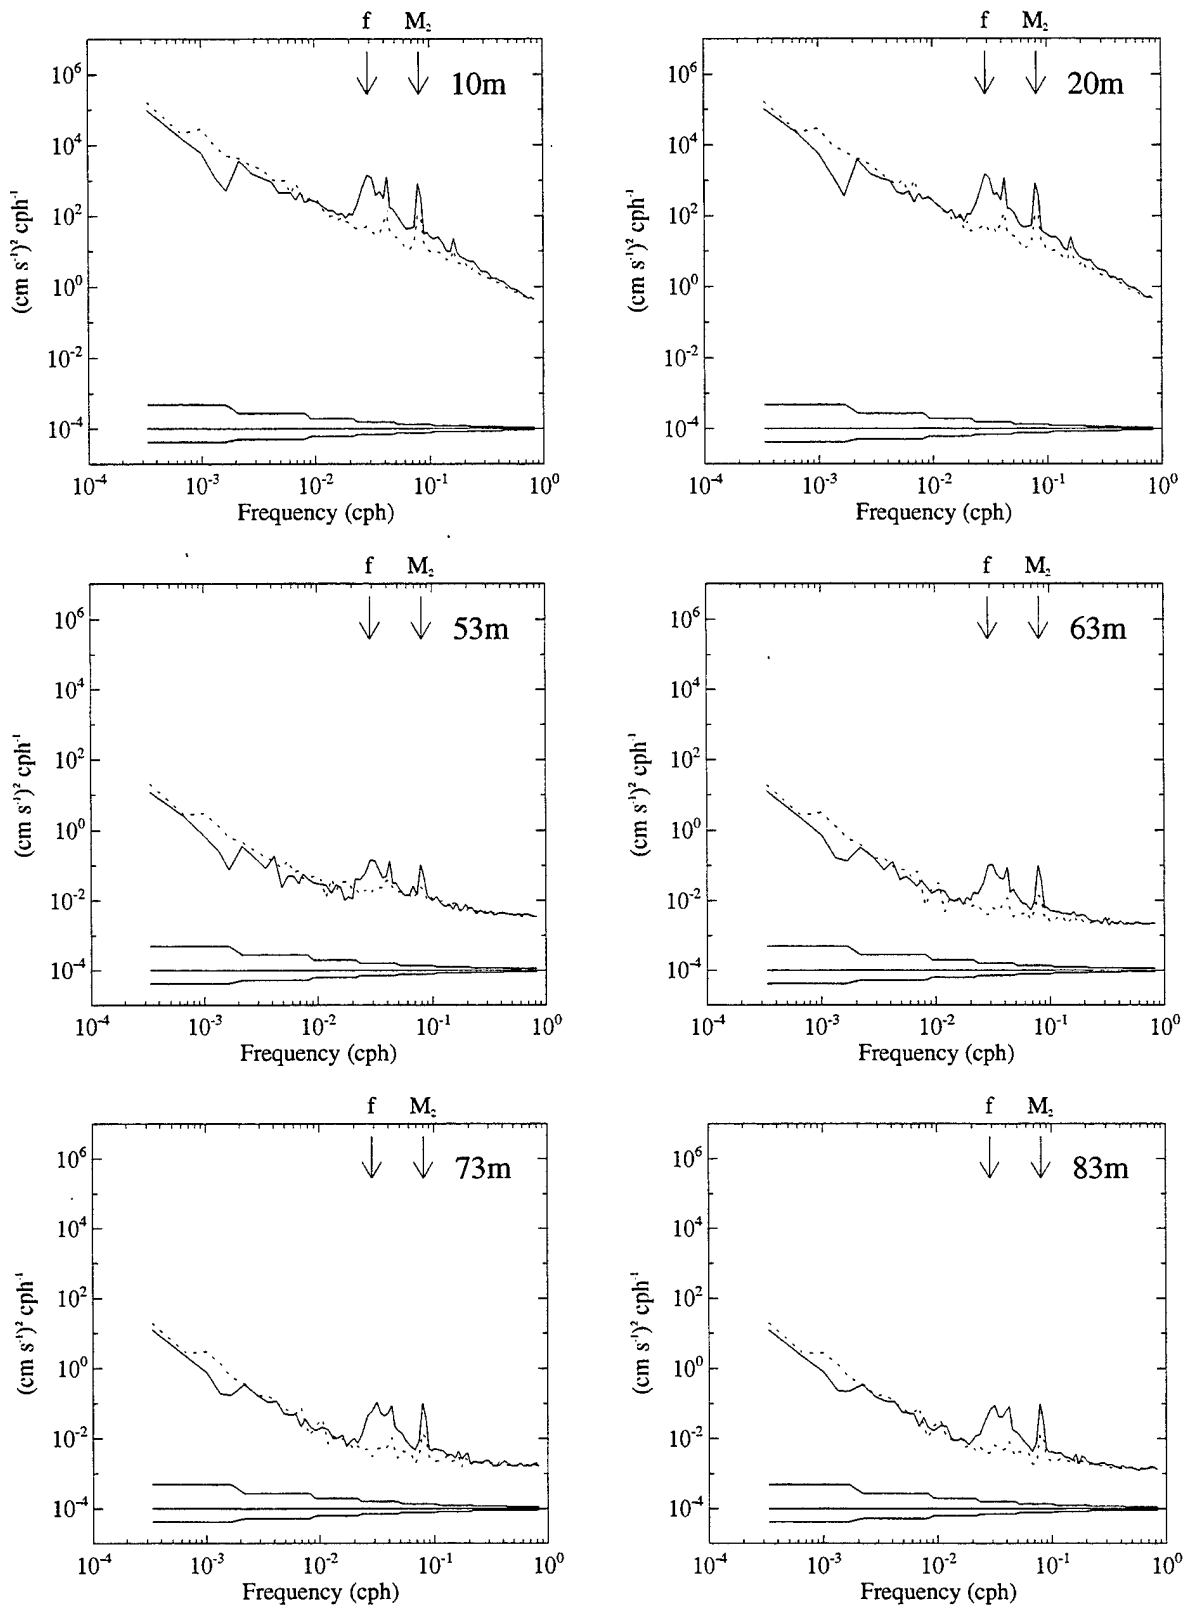 f M₂
10m
(cm s⁻¹)² cph⁻¹
10⁶
10⁴
10²
10⁰
10⁻²
10⁻⁴
10⁻⁴ 10⁻³ 10⁻² 10⁻¹ 10⁰
Frequency (cph)
f M₂
20m
(cm s⁻¹)² cph⁻¹
10⁶
10⁴
10²
10⁰
10⁻²
10⁻⁴
10⁻⁴ 10⁻³ 10⁻² 10⁻¹ 10⁰
Frequency (cph)
f M₂
53m
(cm s⁻¹)² cph⁻¹
10⁶
10⁴
10²
10⁰
10⁻²
10⁻⁴
10⁻⁴ 10⁻³ 10⁻² 10⁻¹ 10⁰
Frequency (cph)
f M₂
63m
(cm s⁻¹)² cph⁻¹
10⁶
10⁴
10²
10⁰
10⁻²
10⁻⁴
10⁻⁴ 10⁻³ 10⁻² 10⁻¹ 10⁰
Frequency (cph)
f M₂
73m
(cm s⁻¹)² cph⁻¹
10⁶
10⁴
10²
10⁰
10⁻²
10⁻⁴
10⁻⁴ 10⁻³ 10⁻² 10⁻¹ 10⁰
Frequency (cph)
f M₂
83m
(cm s⁻¹)² cph⁻¹
10⁶
10⁴
10²
10⁰
10⁻²
10⁻⁴
10⁻⁴ 10⁻³ 10⁻² 10⁻¹ 10⁰
Frequency (cph)